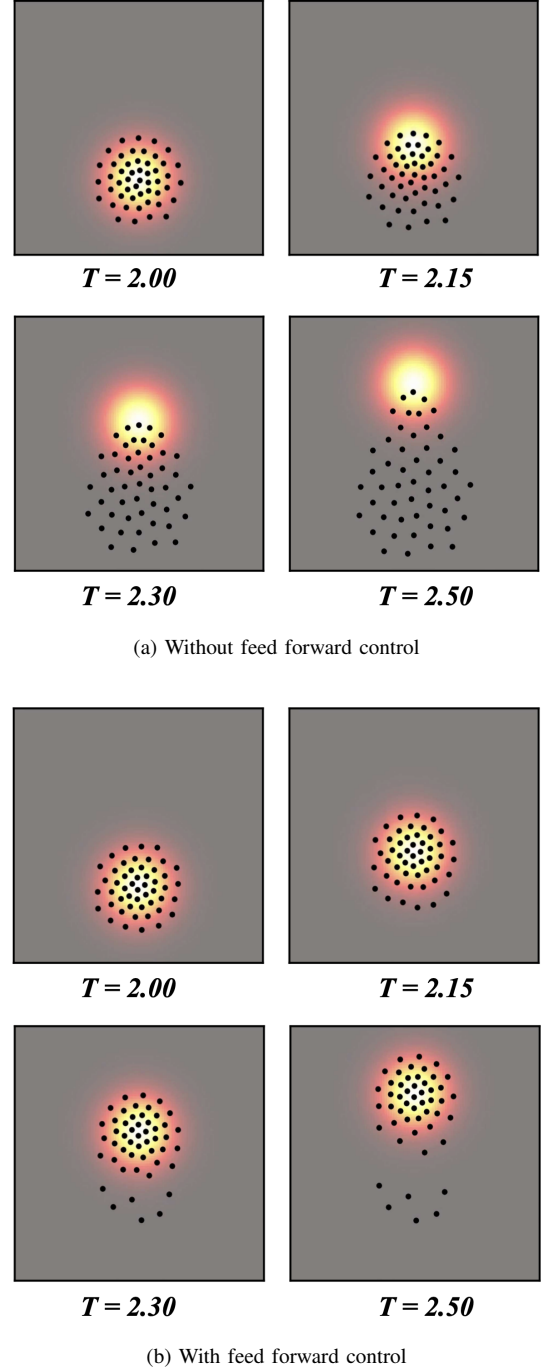 T = 2.00
T = 2.15
T = 2.30
T = 2.50
(a) Without feed forward control
T = 2.00
T = 2.15
T = 2.30
T = 2.50
(b) With feed forward control